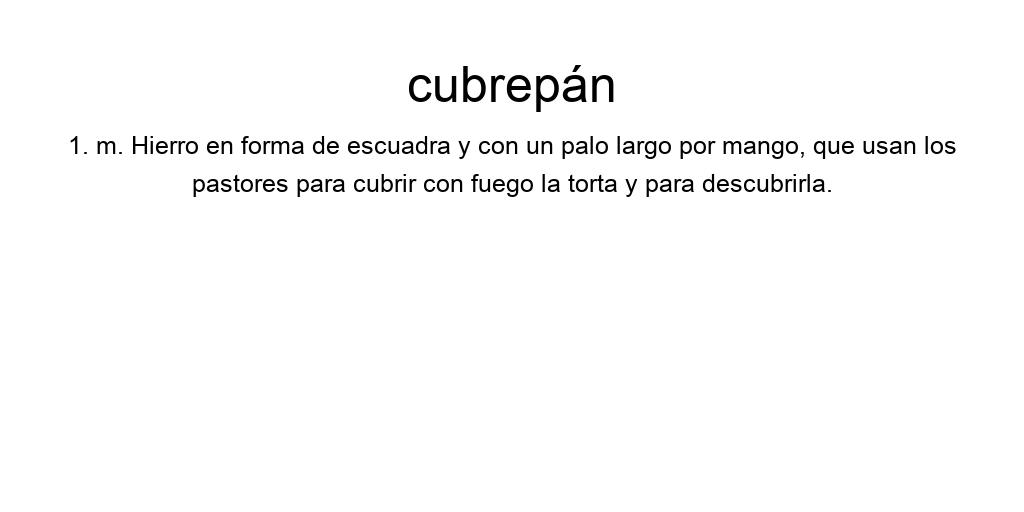 cubrepán
1. m. Hierro en forma de escuadra y con un palo largo por mango, que usan los
pastores para cubrir con fuego la torta y para descubrirla.